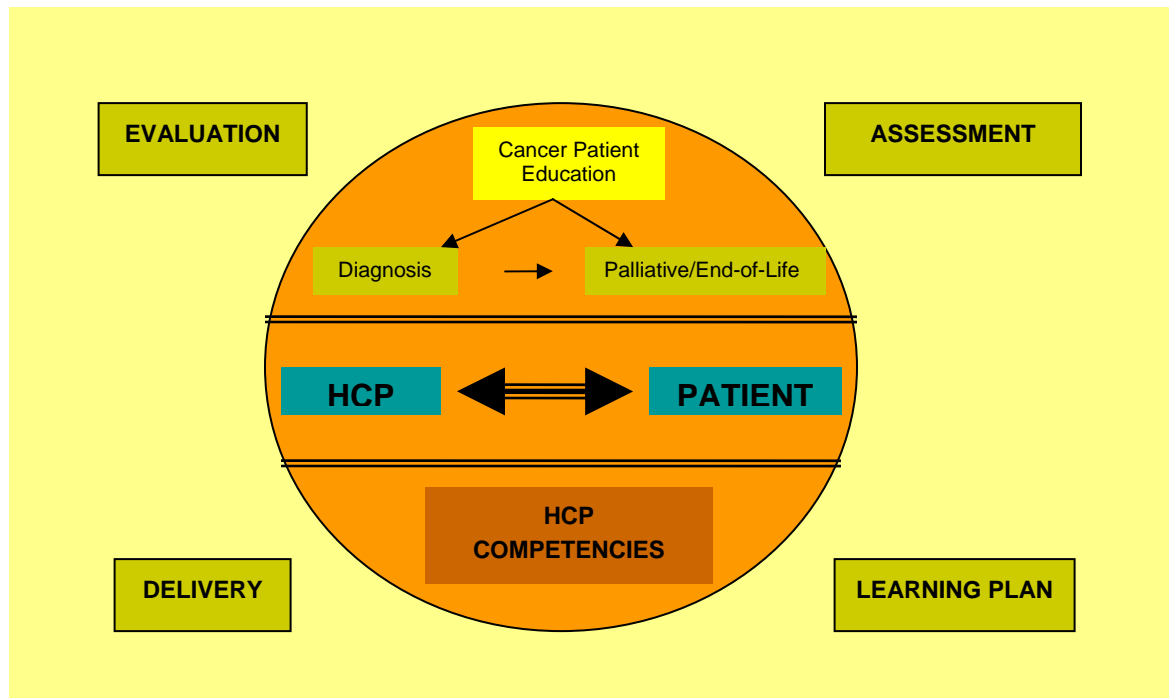 EVALUATION
ASSESSMENT
Cancer Patient
Education
Diagnosis
Palliative/End-of-Life
HCP
PATIENT
HCP
COMPETENCIES
DELIVERY
LEARNING PLAN